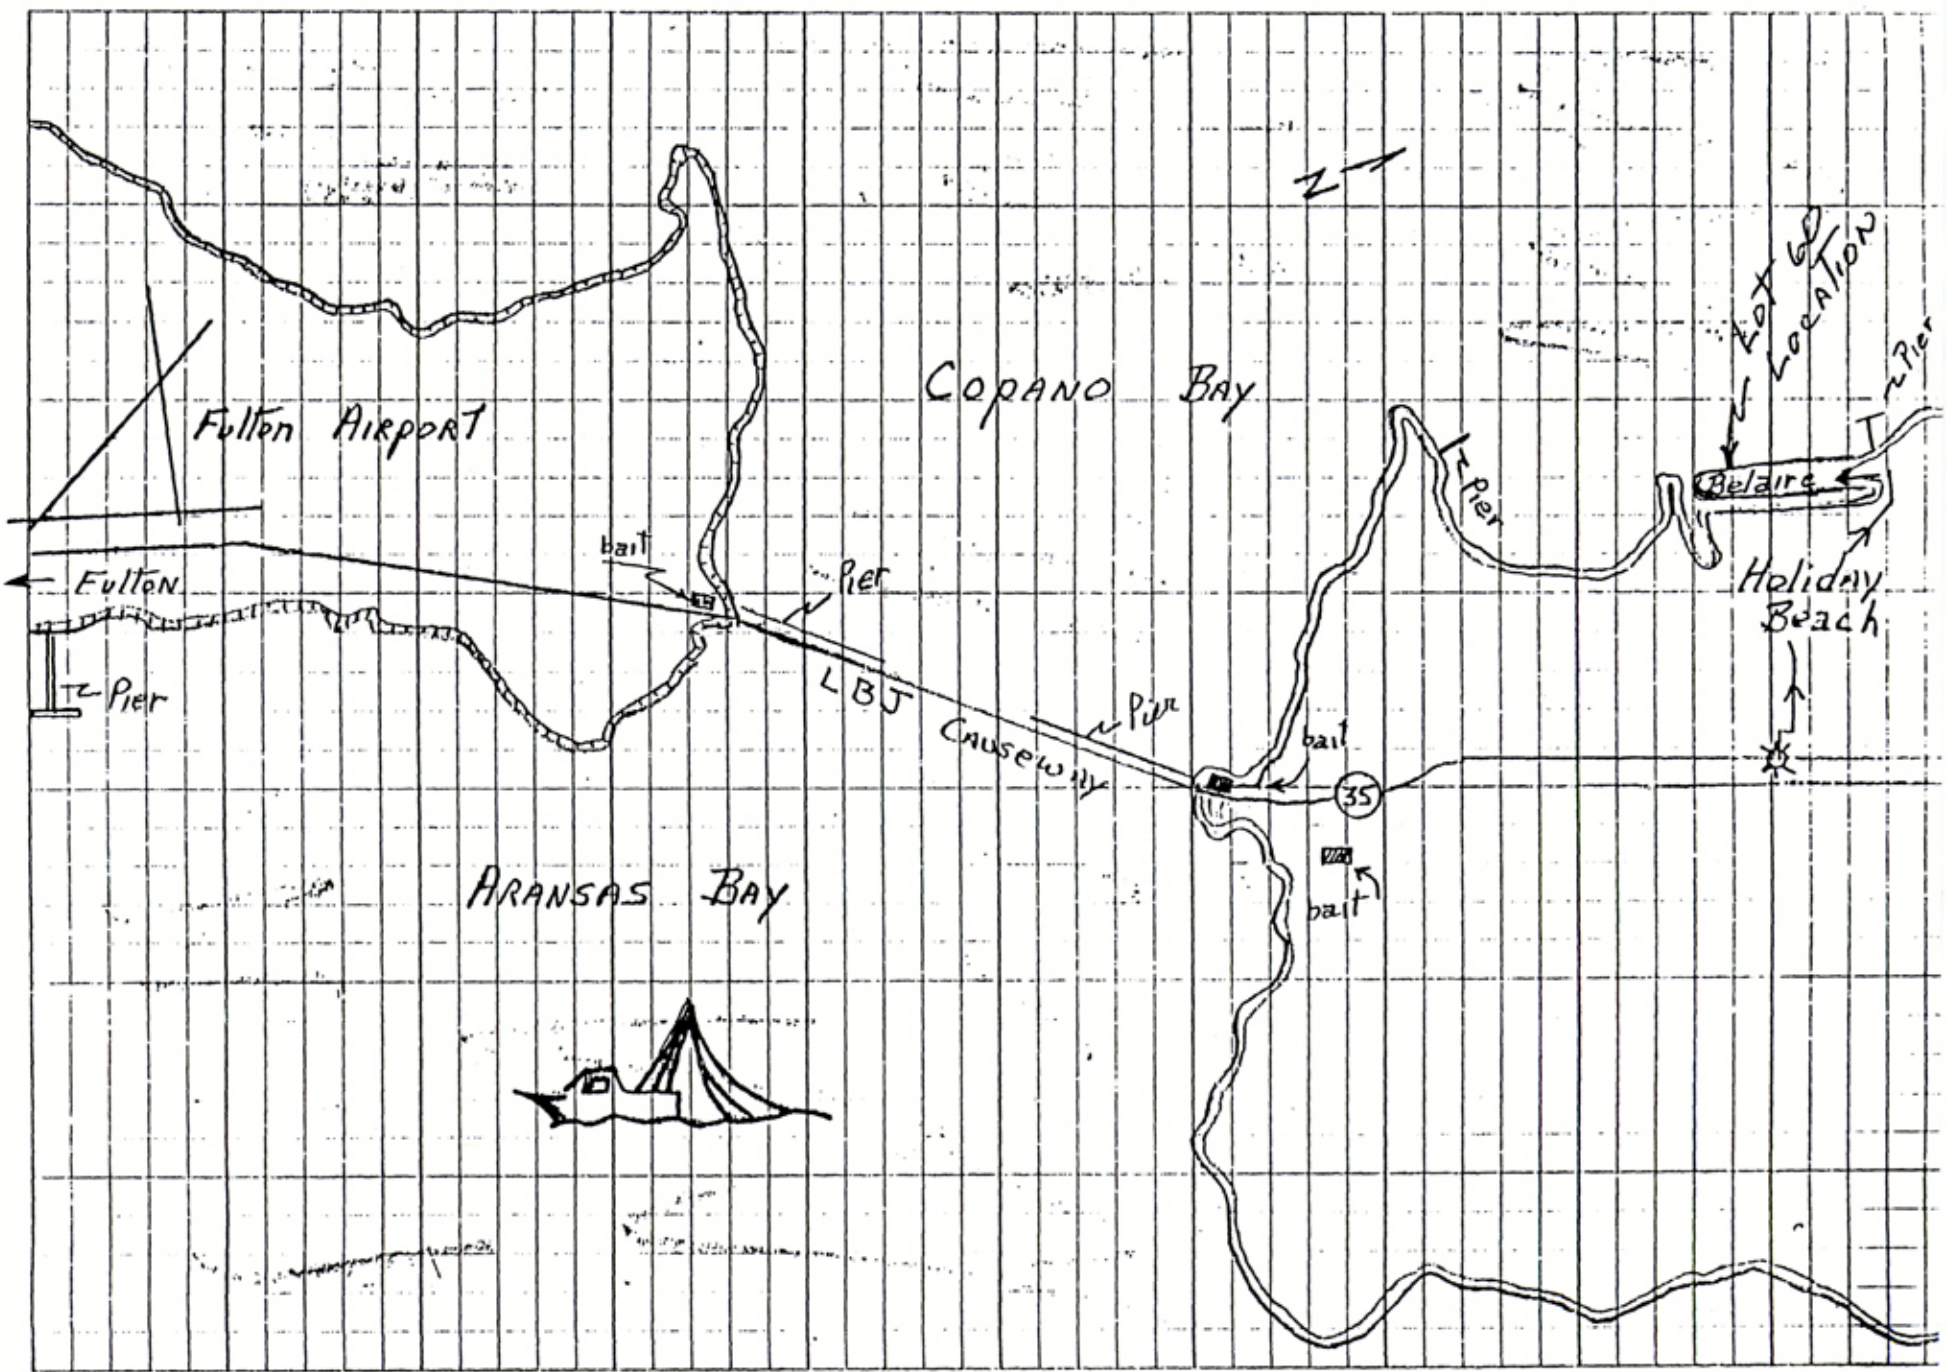 N
LOT 60
LOCATION
Pier
COPANO BAY
Fulton AIRPORT
Pier
Belaire
bait
Pier
Fulton
Holiday
Beach
Pier
LBJ
Causeway
Pier
bait
35
bait
ARANSAS BAY